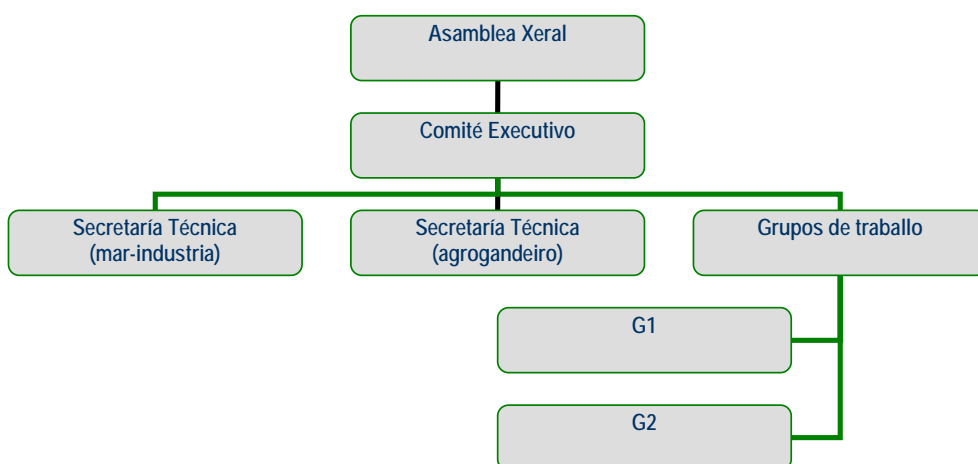 Asamblea Xeral
Comité Executivo
Secretaría Técnica
(mar-industria)
Secretaría Técnica
(agrogandeiro)
Grupos de traballo
G1
G2